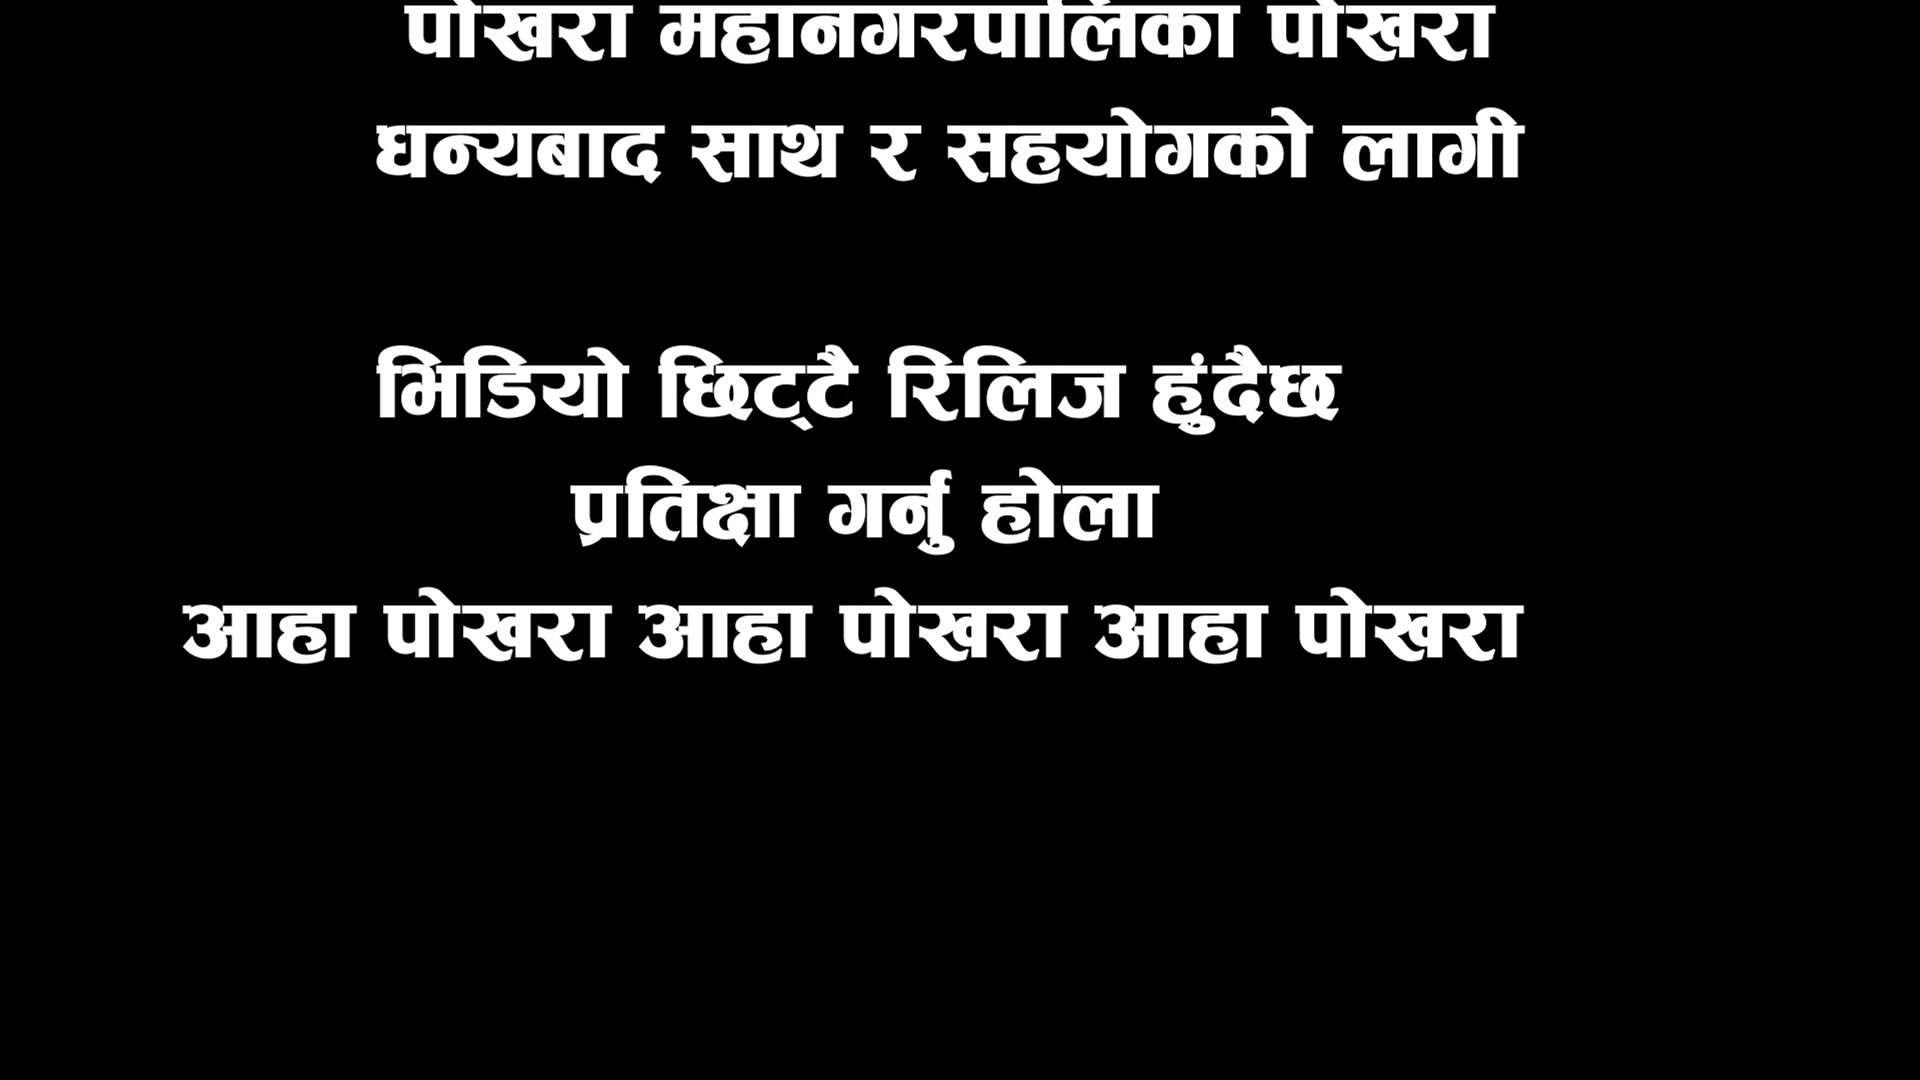 पोखरा महानगरपालिका पोखरा
धन्यबाद साथ र सहयोगको लागी
भिडियो छिट्टै रिलिज हुंदैछ
प्रतिक्षा गर्नु होला
आहा पोखरा आहा पोखरा आहा पोखरा